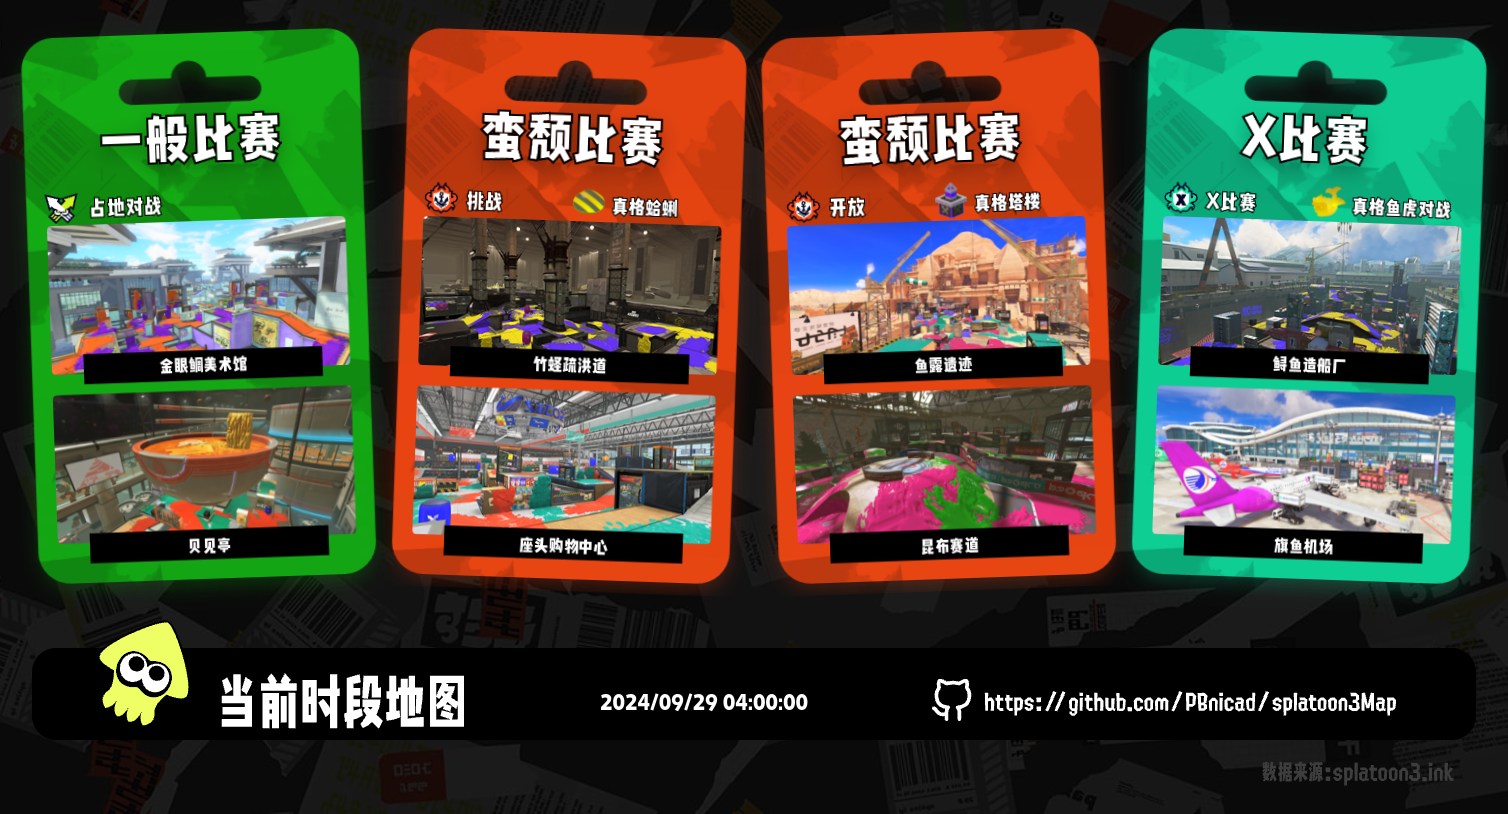 一般比赛
占地对战
金眼鲷美术馆
贝见亭
蛮颓比赛
挑战
真格蛤蜊
竹蛏疏洪道
座头购物中心
蛮颓比赛
开放
真格塔楼
鱼露遗迹
昆布赛道
X比赛
X比赛
真格鱼虎对战
鲟鱼造船厂
旗鱼机场
当前时段地图
2024/09/29 04:00:00
https://github.com/PBnicad/splatoon3Map
数据来源:splatoon3.ink